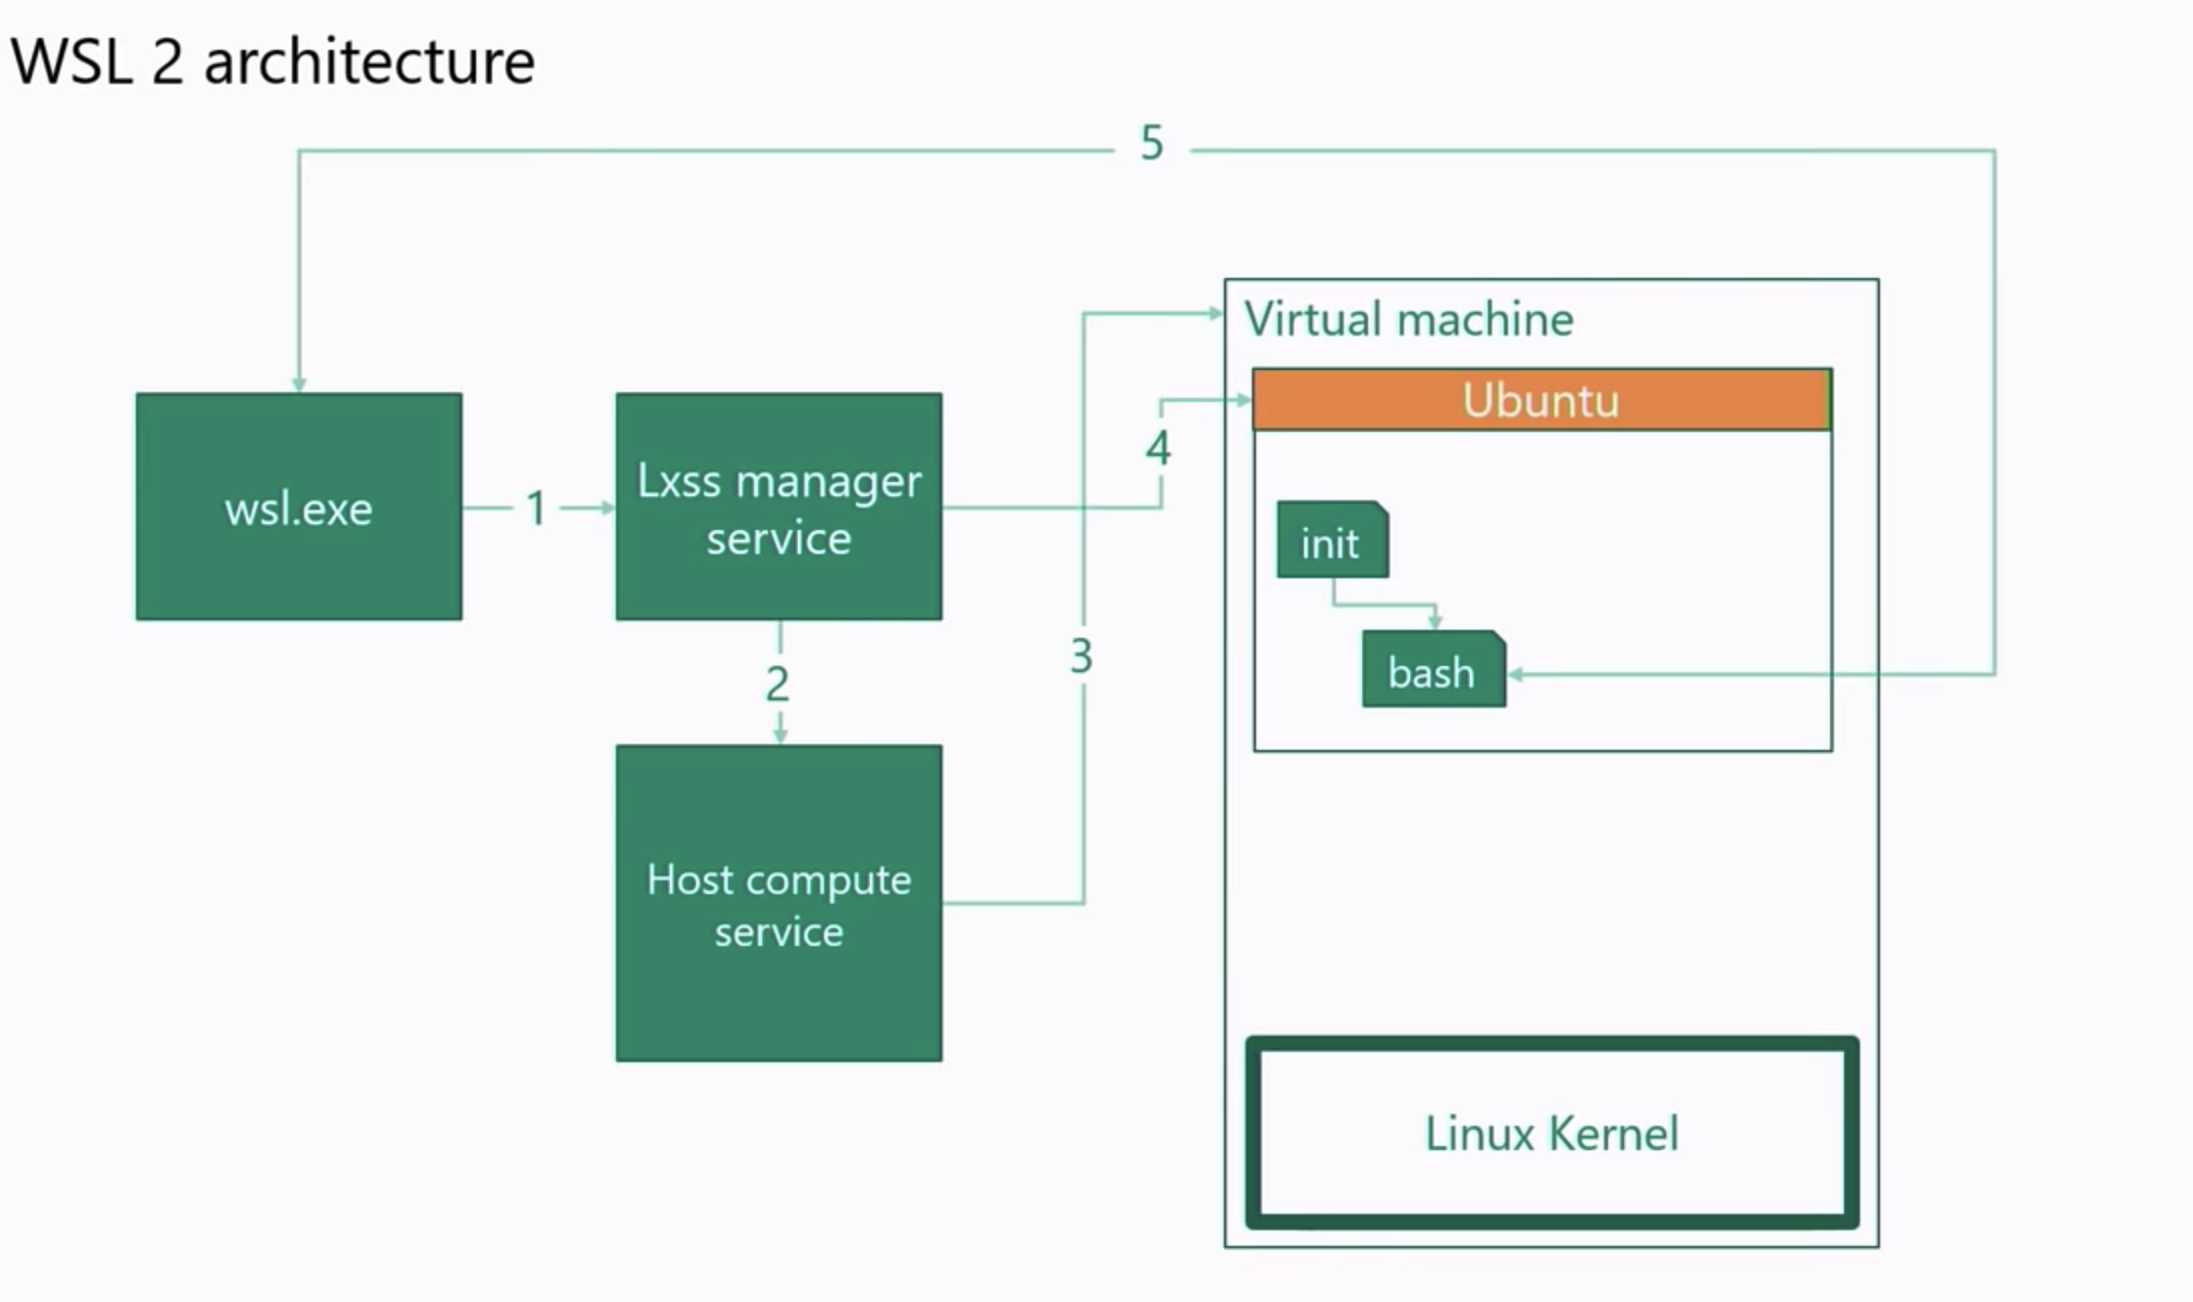 WSL 2 architecture
5
Virtual machine
Ubuntu
4
wsl.exe
1
Lxss manager
service
init
3
2
bash
Host compute
service
Linux Kernel